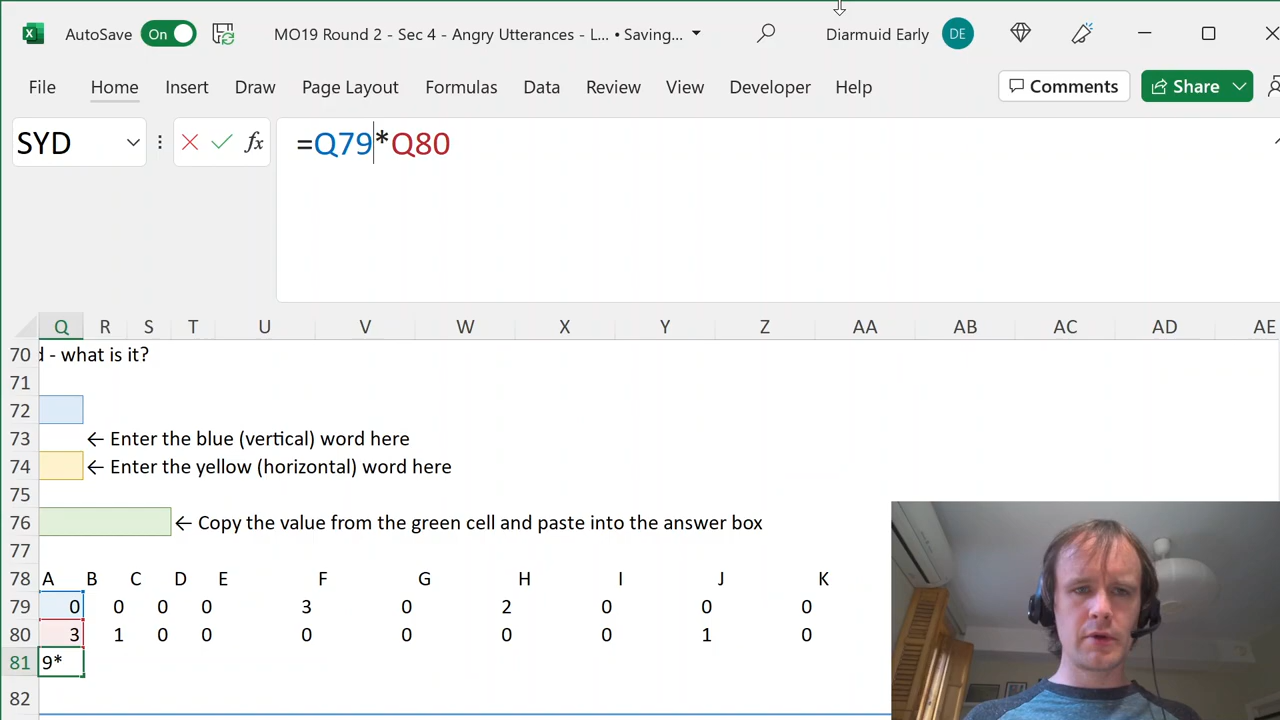 AutoSave On MO19 Round 2 - Sec 4 - Angry Utterances - L... • Saving... Diarmuid Early DE
File Home Insert Draw Page Layout Formulas Data Review View Developer Help Comments Share
SYD fx =Q79*Q80
Q R S T U V W X Y Z AA AB AC AD AE
70 d - what is it?
71
72
73 ← Enter the blue (vertical) word here
74 ← Enter the yellow (horizontal) word here
75
76 ← Copy the value from the green cell and paste into the answer box
77
78 A B C D E F G H I J K
79 0 0 0 0 3 0 2 0 0 0
80 3 1 0 0 0 0 0 0 1 0
81 9*
82